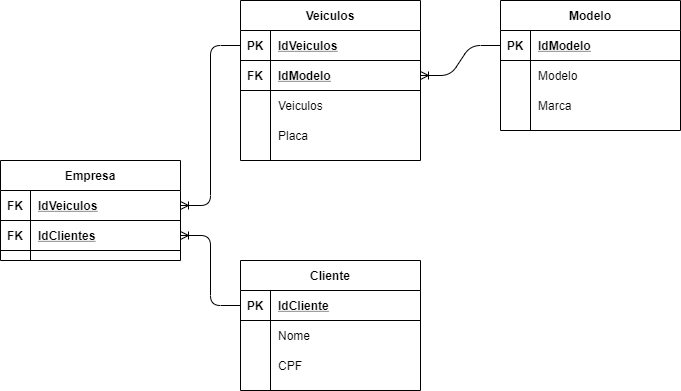 Veiculos
PK IdVeiculos
FK IdModelo
Veiculos
Placa
Modelo
PK IdModelo
Modelo
Marca
Empresa
FK IdVeiculos
FK IdClientes
Cliente
PK IdCliente
Nome
CPF